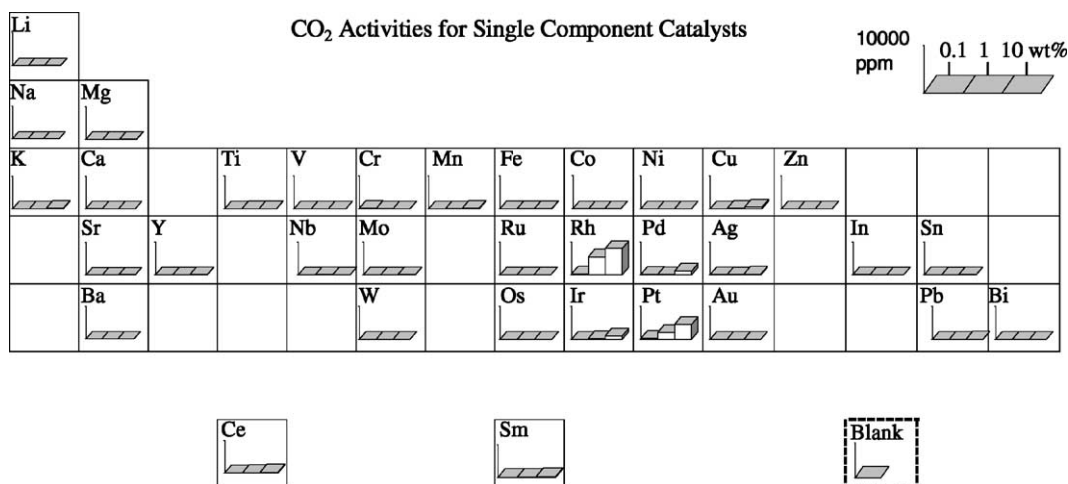 Li
CO₂ Activities for Single Component Catalysts
10000
ppm
0.1 1 10 wt%
Na Mg
K Ca Ti V Cr Mn Fe Co Ni Cu Zn
Sr Y Nb Mo Ru Rh Pd Ag In Sn
Ba W Os Ir Pt Au Pb Bi
Ce Sm Blank